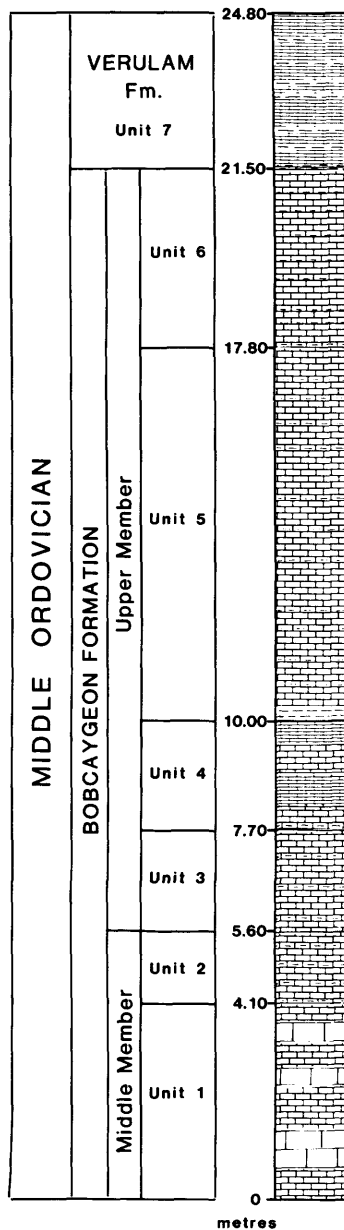 24.80
VERULAM
Fm.
Unit 7
21.50
Unit 6
17.80
MIDDLE ORDOVICIAN
BOBCAYGEON FORMATION
Upper Member
Unit 5
10.00
Unit 4
7.70
Unit 3
5.60
Unit 2
4.10
Middle Member
Unit 1
0
metres